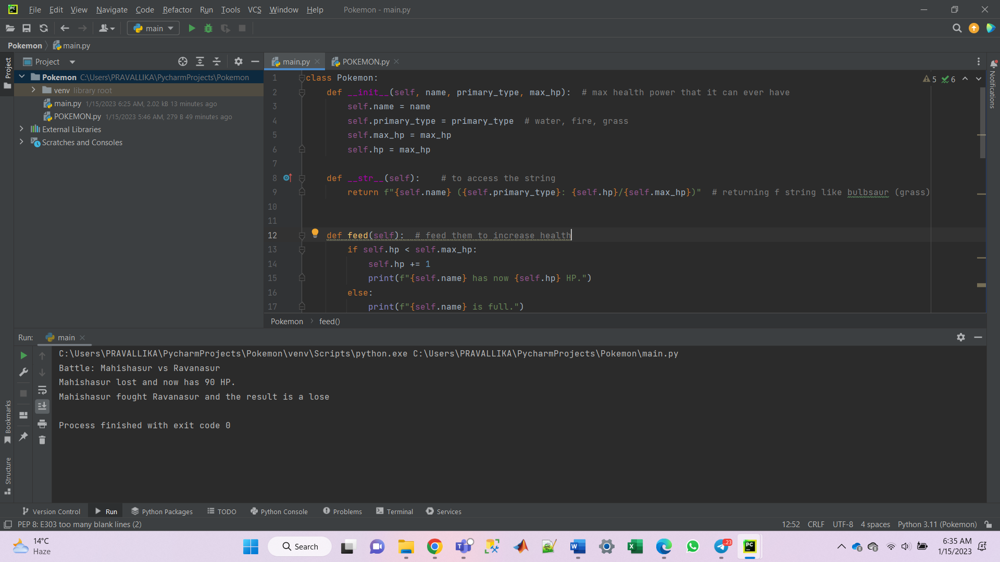 File Edit View Navigate Code Refactor Run Tools VCS Window Help Pokemon - main.py
main
Pokemon main.py
Project
Project
main.py
POKEMON.py
Notifications
Pokemon C:\Users\PRAVALLIKA\PycharmProjects\Pokemon
venv library root
main.py 1/15/2023 6:25 AM, 2.02 kB 13 minutes ago
POKEMON.py 1/15/2023 5:46 AM, 279 B 49 minutes ago
External Libraries
Scratches and Consoles
5 6
1 class Pokemon:
2 def __init__(self, name, primary_type, max_hp): # max health power that it can ever have
3 self.name = name
4 self.primary_type = primary_type # water, fire, grass
5 self.max_hp = max_hp
6 self.hp = max_hp
7
8 def __str__(self): # to access the string
9 return f"{self.name} ({self.primary_type}: {self.hp}/{self.max_hp})" # returning f string like bulbsaur (grass)
10
11
12 def feed(self): # feed them to increase health
13 if self.hp < self.max_hp:
14 self.hp += 1
15 print(f"{self.name} has now {self.hp} HP.")
16 else:
17 print(f"{self.name} is full.")
Pokemon feed()
Run: main
C:\Users\PRAVALLIKA\PycharmProjects\Pokemon\venv\Scripts\python.exe C:\Users\PRAVALLIKA\PycharmProjects\Pokemon\main.py
Battle: Mahishasur vs Ravanasur
Mahishasur lost and now has 90 HP.
Mahishasur fought Ravanasur and the result is a lose
Process finished with exit code 0
Bookmarks
Structure
Version Control Run Python Packages TODO Python Console Problems Terminal Services
PEP 8: E303 too many blank lines (2) 12:52 CRLF UTF-8 4 spaces Python 3.11 (Pokemon)
14°C
Haze
Search
23
6:35 AM
1/15/2023